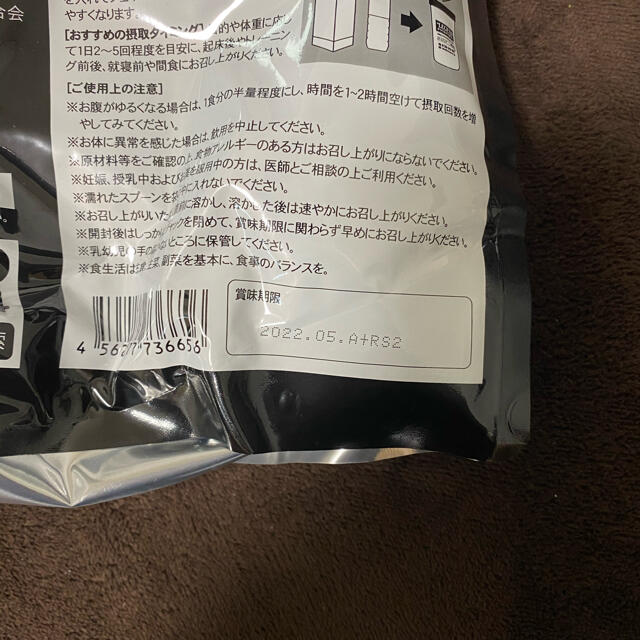 合会
やすくなります
[おすすめの摂取タイミング] 目的や体重に応じ
て1日2~5回程度を目安に、起床後やトレーニン
グ前後、就寝前や間食にお召し上がりください。
[ご使用上の注意]
※お腹がゆるくなる場合は、1食分の半量程度にし、時間を1~2時間空けて摂取回数を増
やしてみてください。
※お体に異常を感じた場合は、飲用を中止してください。
※原材料等をご確認の上、食物アレルギーのある方はお召し上がりにならないでください。
※妊娠、授乳中および薬を服用中の方は、医師とご相談の上ご利用ください。
※濡れたスプーンを袋の中に入れないでください。
※お召し上がりいただく直前に溶かし、溶かした後は速やかにお召し上がりください。
※開封後はしっかりチャックを閉めて、賞味期限に関わらず早めにお召し上がりください。
※乳幼児の手の届かないところに保管してください。
※食生活は主食、主菜、副菜を基本に、食事のバランスを。
賞味期限
2022.05.A+RS2
索